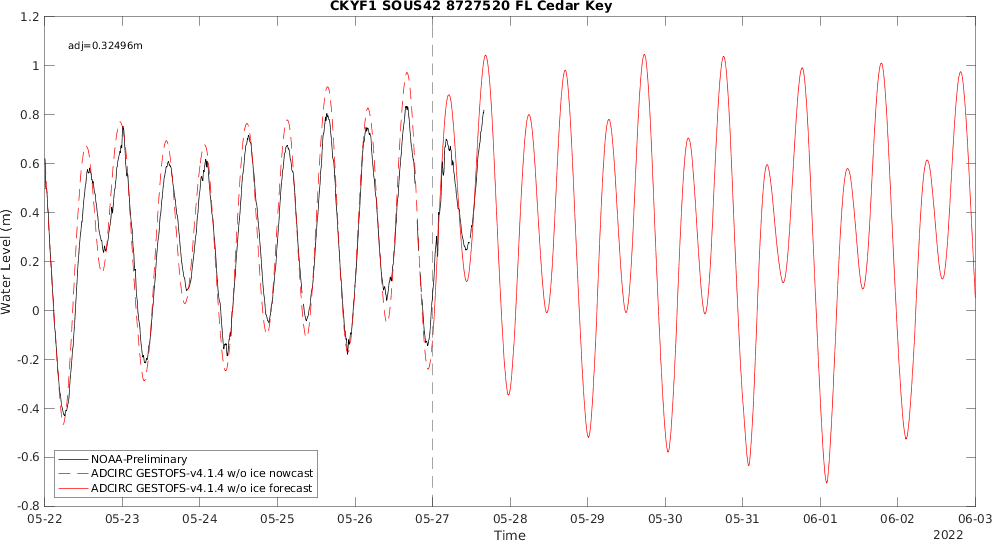 CKYF1 SOUS42 8727520 FL Cedar Key
adj=0.32496m
1.2
1
0.8
0.6
0.4
0.2
0
-0.2
-0.4
-0.6
-0.8
Water Level (m)
NOAA-Preliminary
ADCIRC GESTOFS-v4.1.4 w/o ice nowcast
ADCIRC GESTOFS-v4.1.4 w/o ice forecast
05-22 05-23 05-24 05-25 05-26 05-27 05-28 05-29 05-30 05-31 06-01 06-02 06-03
Time
2022